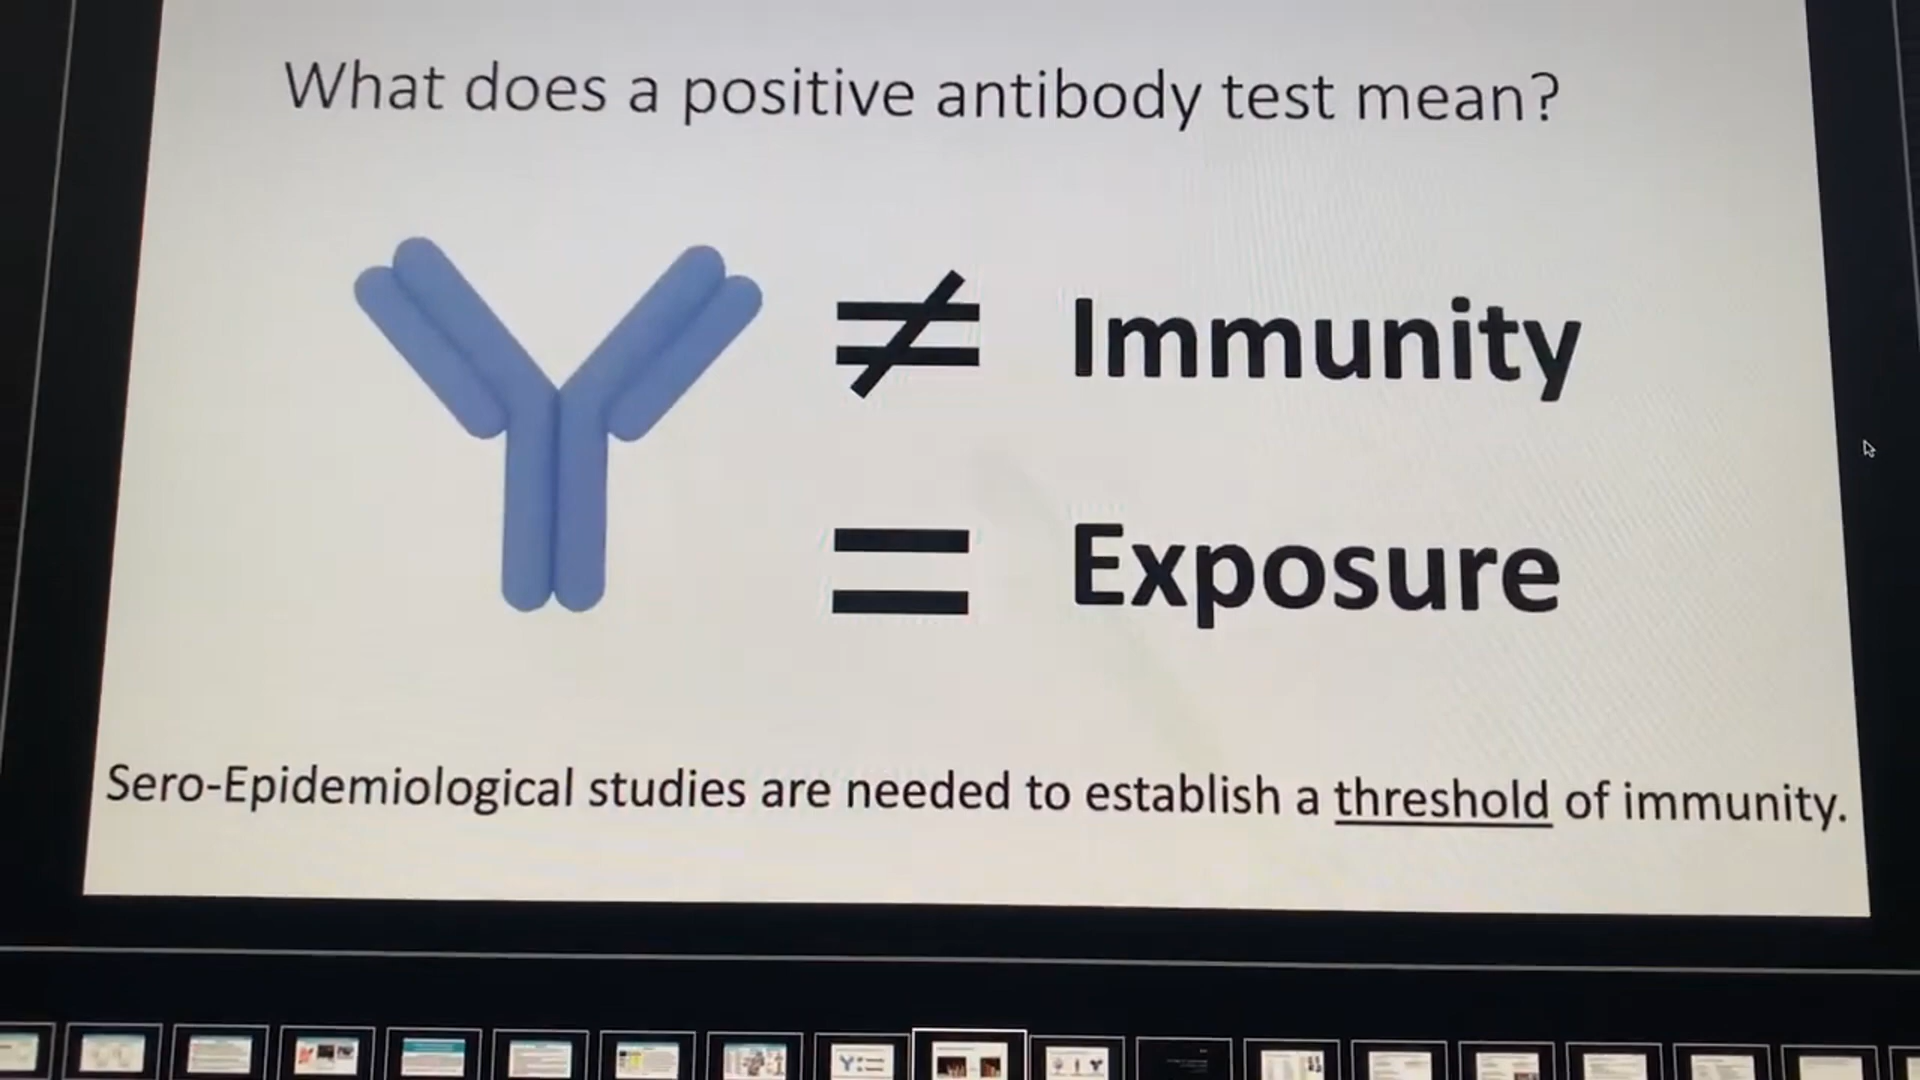 What does a positive antibody test mean?
≠ Immunity
= Exposure
Sero-Epidemiological studies are needed to establish a threshold of immunity.